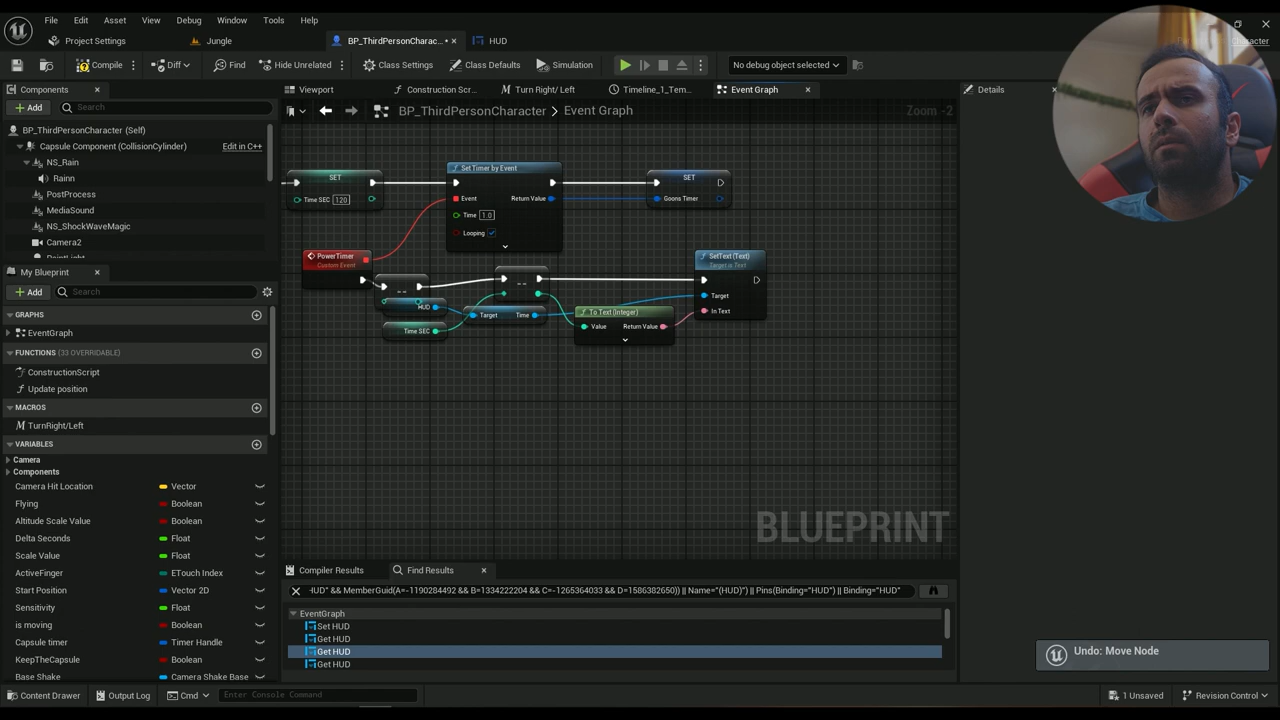 File Edit Asset View Debug Window Tools Help
Project Settings
Jungle
BP_ThirdPersonCharac...
HUD
Character
Compile
Diff
Find
Hide Unrelated
Class Settings
Class Defaults
Simulation
No debug object selected
Components
Viewport
Construction Scr...
Turn Right/ Left
Timeline_1_Tem...
Event Graph
Details
Add
Search
BP_ThirdPersonCharacter > Event Graph
Zoom -2
BP_ThirdPersonCharacter (Self)
Capsule Component (CollisionCylinder)
Edit in C++
NS_Rain
Rainn
PostProcess
MediaSound
NS_ShockWaveMagic
Camera2
SET
Time SEC 120
Set Timer by Event
Event
Return Value
Time 1.0
Looping
SET
Goons Timer
PowerTimer
Custom Event
--
--
HUD
Target
Time
Time SEC
To Text (Integer)
Value
Return Value
SetText (Text)
Target is Text
Target
In Text
My Blueprint
Add
Search
GRAPHS
EventGraph
FUNCTIONS (33 OVERRIDABLE)
ConstructionScript
Update position
MACROS
TurnRight/Left
VARIABLES
Camera
Components
Camera Hit Location Vector
Flying Boolean
Altitude Scale Value Boolean
Delta Seconds Float
Scale Value Float
ActiveFinger ETouch Index
Start Position Vector 2D
Sensitivity Float
is moving Boolean
Capsule timer Timer Handle
KeepTheCapsule Boolean
Base Shake Camera Shake Base
BLUEPRINT
Compiler Results
Find Results
HUD" && MemberGuid(A=-1190284492 && B=1334222204 && C=-1265364033 && D=1586382650)) || Name="(HUD)") || Pins(Binding="HUD") || Binding="HUD"
EventGraph
Set HUD
Get HUD
Get HUD
Get HUD
Undo: Move Node
Content Drawer
Output Log
Cmd
Enter Console Command
1 Unsaved
Revision Control